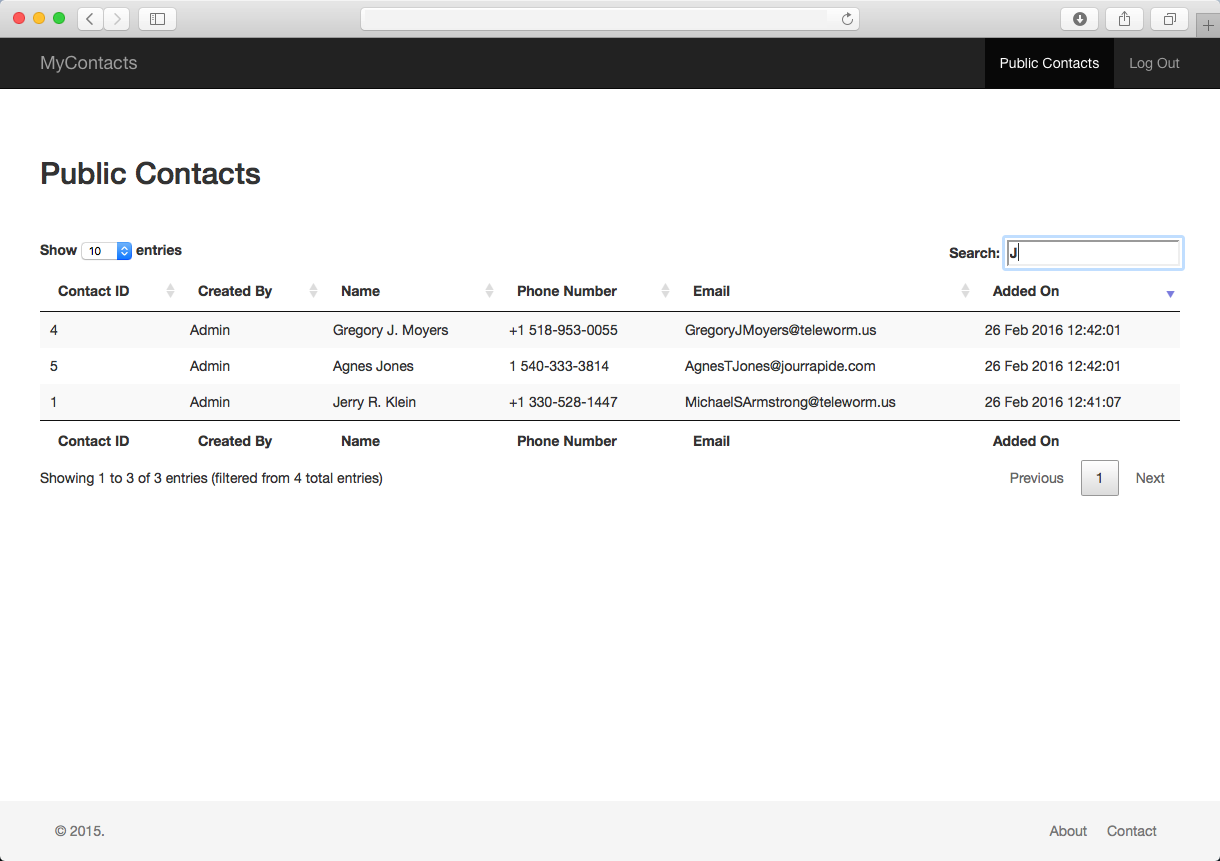 MyContacts Public Contacts Log Out
Public Contacts
Show 10 entries Search: J
Contact ID Created By Name Phone Number Email Added On
4 Admin Gregory J. Moyers +1 518-953-0055 GregoryJMoyers@teleworm.us 26 Feb 2016 12:42:01
5 Admin Agnes Jones 1 540-333-3814 AgnesTJones@jourrapide.com 26 Feb 2016 12:42:01
1 Admin Jerry R. Klein +1 330-528-1447 MichaelSArmstrong@teleworm.us 26 Feb 2016 12:41:07
Contact ID Created By Name Phone Number Email Added On
Showing 1 to 3 of 3 entries (filtered from 4 total entries) Previous 1 Next
© 2015. About Contact